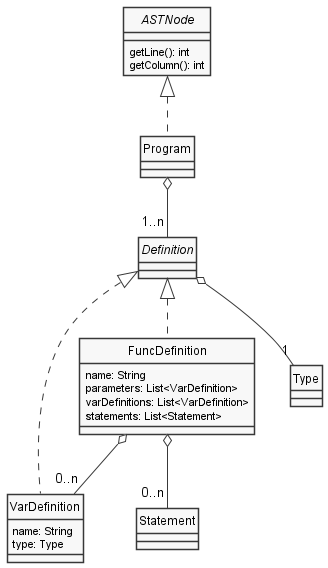 ASTNode
getLine(): int
getColumn(): int
Program
1..n
Definition
FuncDefinition
name: String
parameters: List<VarDefinition>
varDefinitions: List<VarDefinition>
statements: List<Statement>
1
Type
0..n
0..n
VarDefinition
name: String
type: Type
Statement